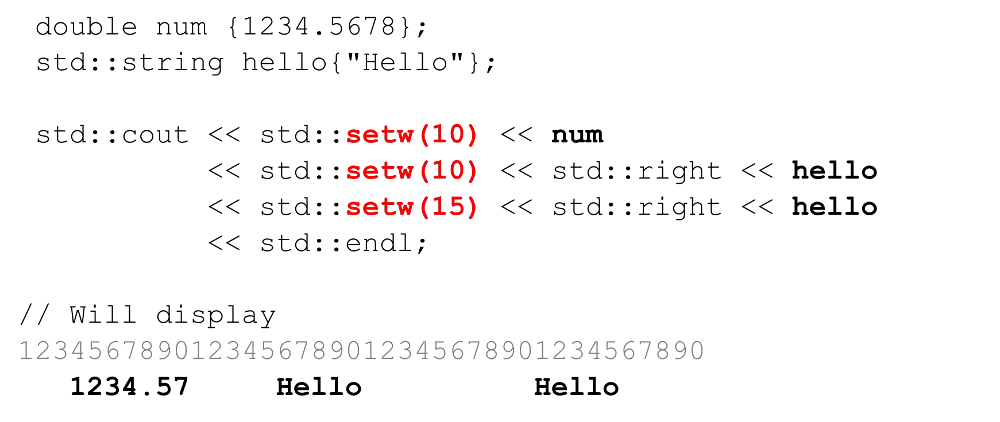 double num {1234.5678};
std::string hello{"Hello"};
std::cout << std::setw(10) << num
<< std::setw(10) << std::right << hello
<< std::setw(15) << std::right << hello
<< std::endl;
// Will display
1234567890123456789012345678901234567890
1234.57     Hello          Hello